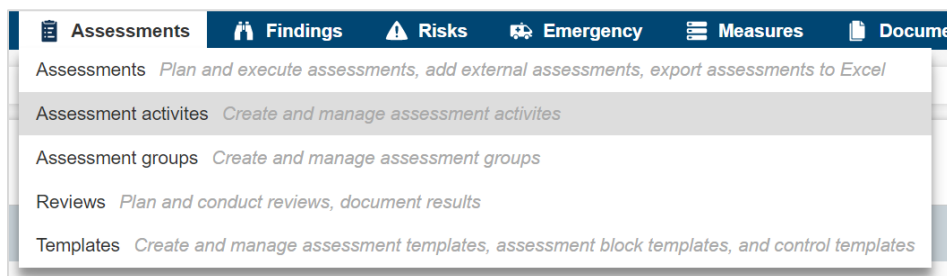 Assessments Findings Risks Emergency Measures Docume
Assessments Plan and execute assessments, add external assessments, export assessments to Excel
Assessment activites Create and manage assessment activites
Assessment groups Create and manage assessment groups
Reviews Plan and conduct reviews, document results
Templates Create and manage assessment templates, assessment block templates, and control templates